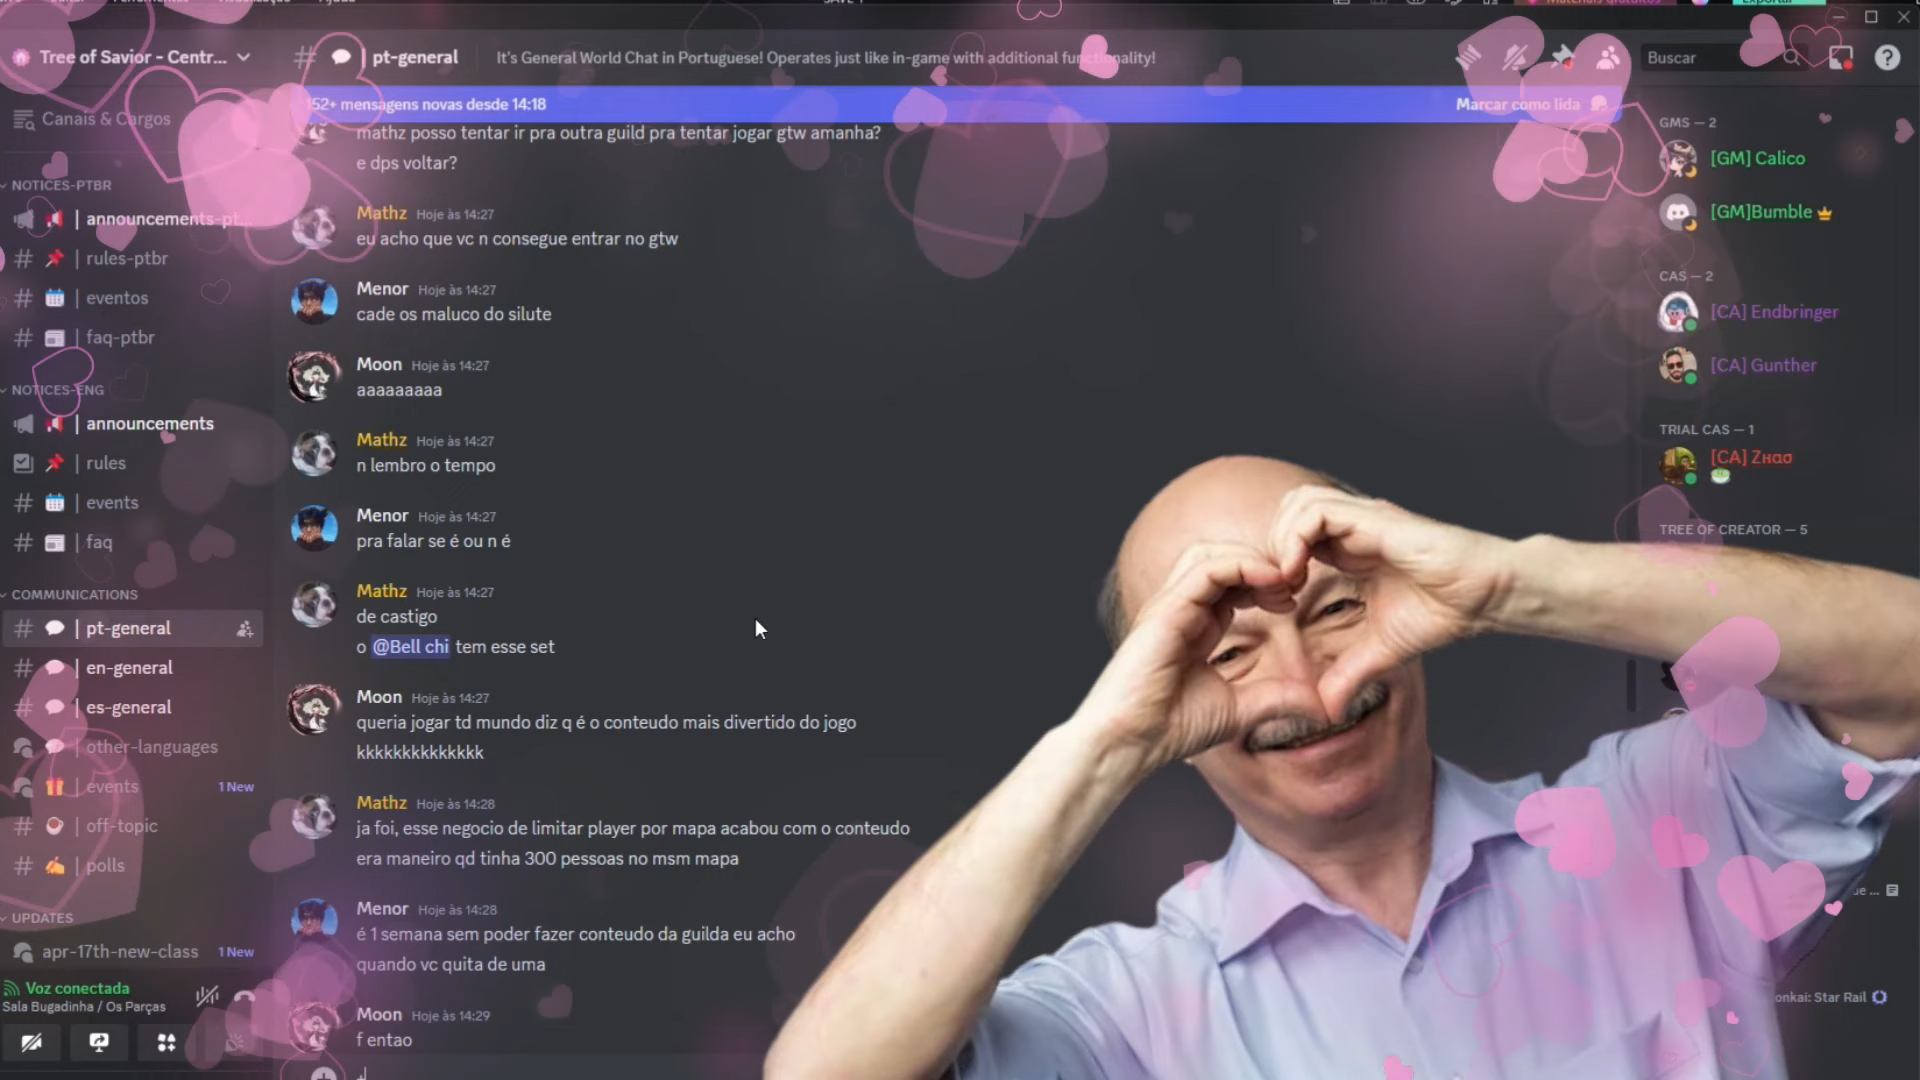 Tree of Savior - Centr...
| pt-general
It's General World Chat in Portuguese! Operates just like in-game with additional functionality!
Buscar
152+ mensagens novas desde 14:18
Marcar como lida
Canais & Cargos
NOTICES-PTBR
| announcements-pt...
| rules-ptbr
| eventos
| faq-ptbr
NOTICES-ENG
| announcements
| rules
| events
| faq
COMMUNICATIONS
| pt-general
| en-general
| es-general
| other-languages
| events 1 New
| off-topic
| polls
UPDATES
apr-17th-new-class 1 New
Voz conectada
Sala Bugadinha / Os Parças
mathz posso tentar ir pra outra guild pra tentar jogar gtw amanha?
e dps voltar?
Mathz Hoje às 14:27
eu acho que vc n consegue entrar no gtw
Menor Hoje às 14:27
cade os maluco do silute
Moon Hoje às 14:27
aaaaaaaaa
Mathz Hoje às 14:27
n lembro o tempo
Menor Hoje às 14:27
pra falar se é ou n é
Mathz Hoje às 14:27
de castigo
o @Bell chi tem esse set
Moon Hoje às 14:27
queria jogar td mundo diz q é o conteudo mais divertido do jogo
kkkkkkkkkkkkkk
Mathz Hoje às 14:28
ja foi, esse negocio de limitar player por mapa acabou com o conteudo
era maneiro qd tinha 300 pessoas no msm mapa
Menor Hoje às 14:28
é 1 semana sem poder fazer conteudo da guilda eu acho
quando vc quita de uma
Moon Hoje às 14:29
f entao
GMS — 2
[GM] Calico
[GM]Bumble
CAS — 2
[CA] Endbringer
[CA] Gunther
TRIAL CAS — 1
[CA] Zнασ
TREE OF CREATOR — 5
onkai: Star Rail